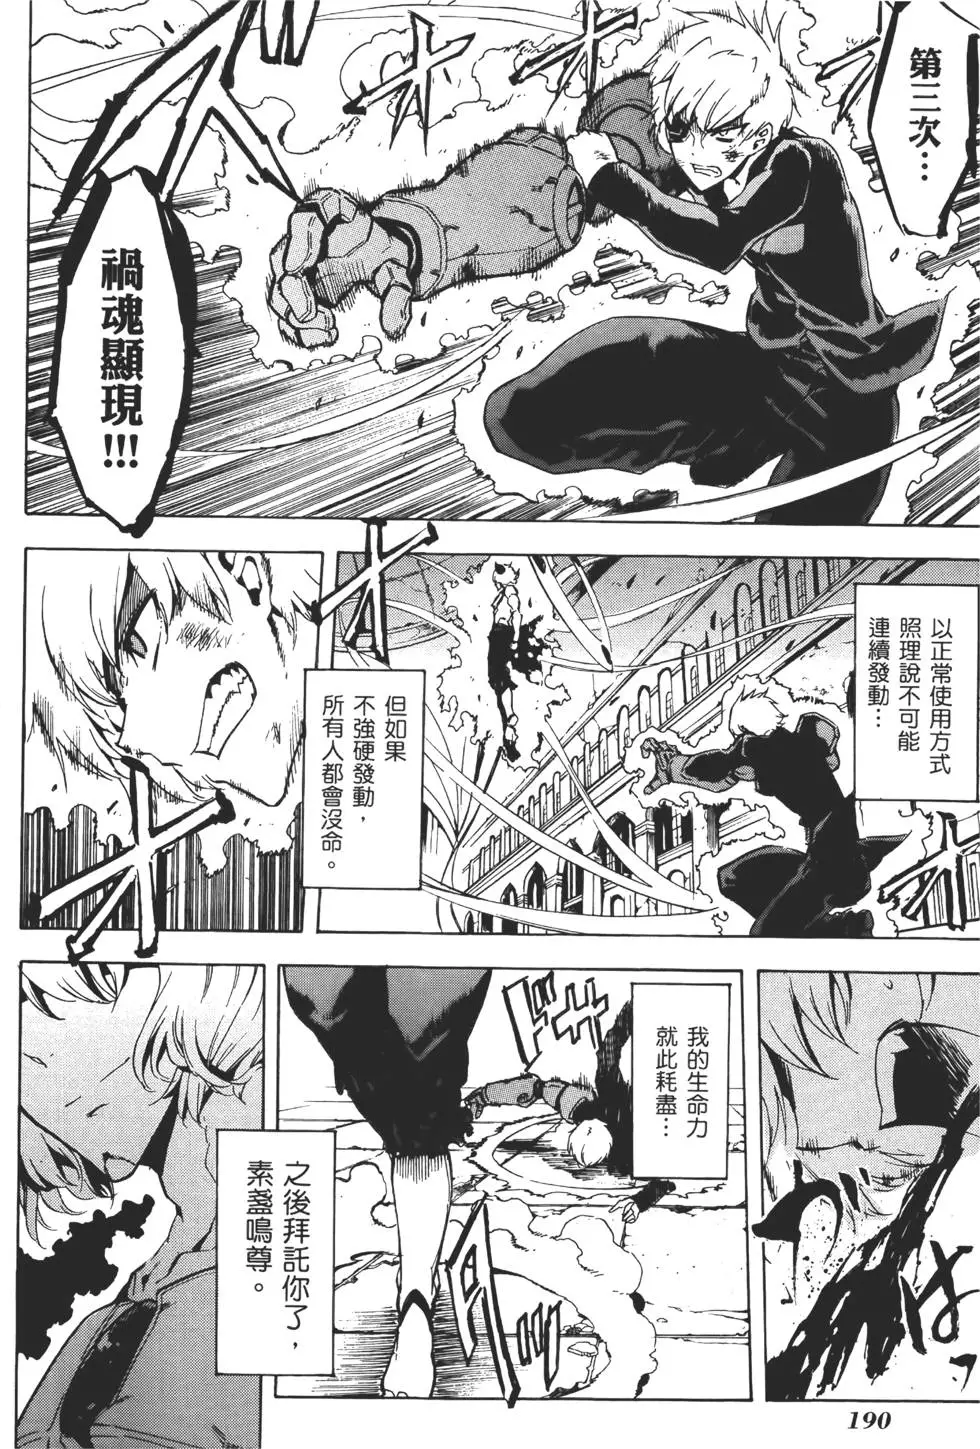 第三次…
禍魂顯現!!!
以正常使用方式
照理說不可能
連續發動…
但如果
不強硬發動，
所有人都會沒命。
我的生命力
就此耗盡…
之後拜託你了，
素盞鳴尊。
190